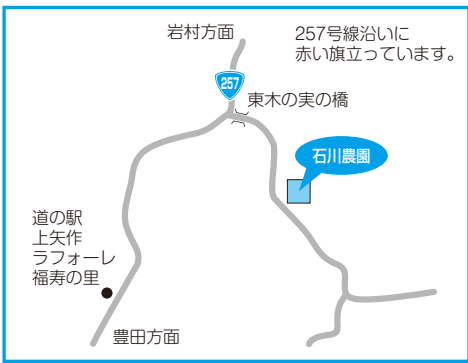 岩村方面
257号線沿いに
赤い旗立っています。
257
東木の実の橋
石川農園
道の駅
上矢作
ラフォーレ
福寿の里
豊田方面